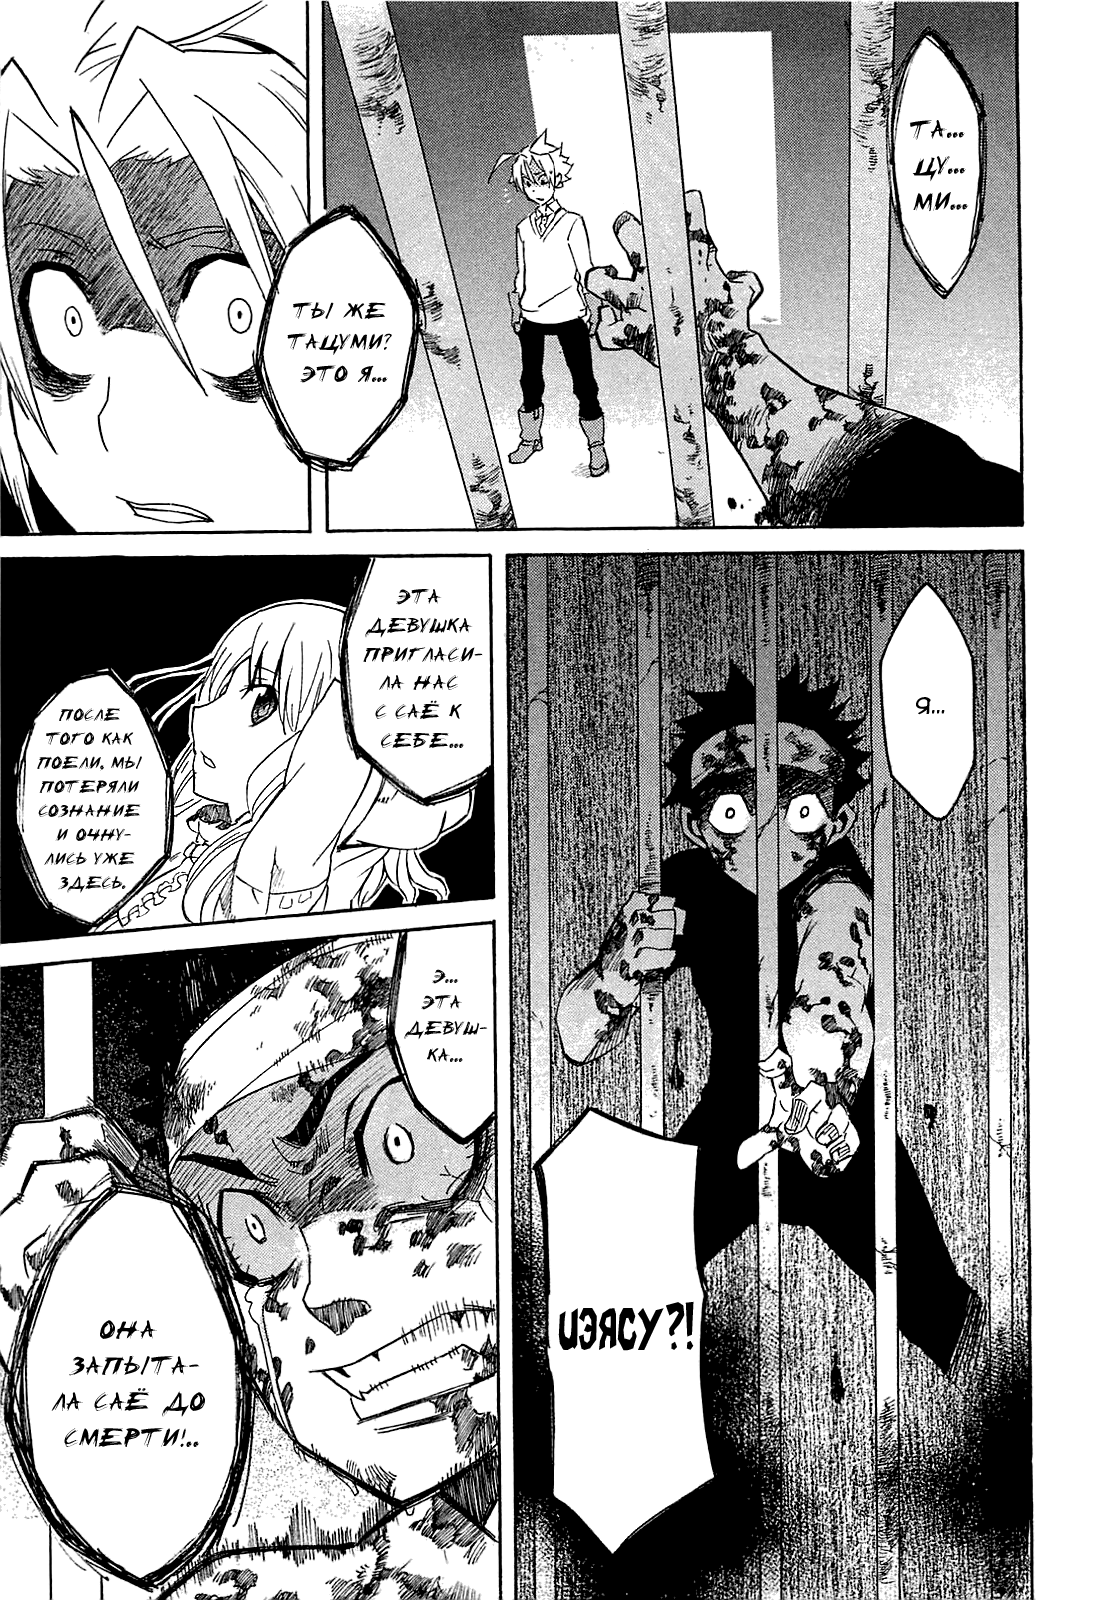 ТА...
ЦУ...
МИ...
ТЫ ЖЕ
ТАЦУМИ?
ЭТО Я...
Я...
ИЭЯСУ?!
ЭТА
ДЕВУШКА
ПРИГЛАСИ-
ЛА НАС
С САЁ К
СЕБЕ...
ПОСЛЕ
ТОГО КАК
ПОЕЛИ, МЫ
ПОТЕРЯЛИ
СОЗНАНИЕ
И ОЧНУ-
ЛИСЬ УЖЕ
ЗДЕСЬ.
Э...
ЭТА
ДЕВУШ-
КА...
ОНА
ЗАПЫТА-
ЛА САЁ ДО
СМЕРТИ!..